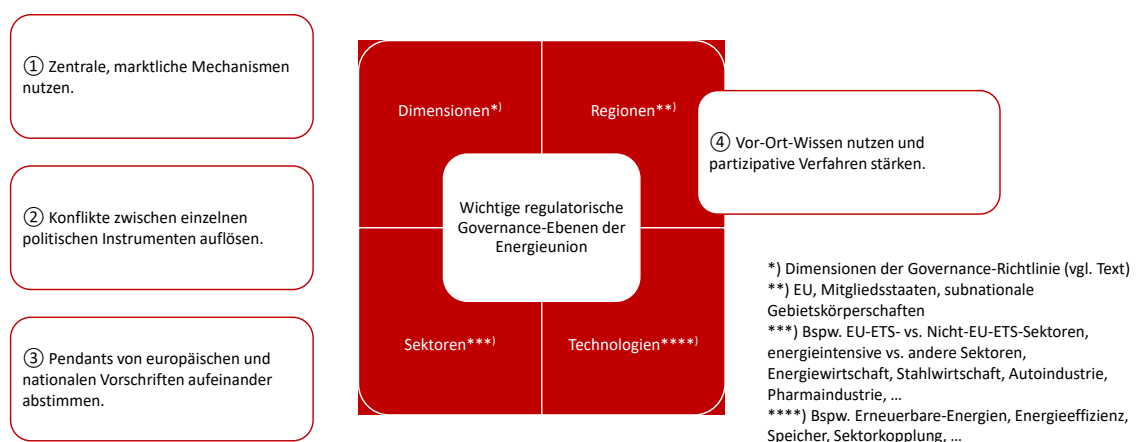 ① Zentrale, marktliche Mechanismen
nutzen.
② Konflikte zwischen einzelnen
politischen Instrumenten auflösen.
③ Pendants von europäischen und
nationalen Vorschriften aufeinander
abstimmen.
Dimensionen*)
Regionen**)
Wichtige regulatorische
Governance-Ebenen der
Energieunion
Sektoren***)
Technologien****)
④ Vor-Ort-Wissen nutzen und
partizipative Verfahren stärken.
*) Dimensionen der Governance-Richtlinie (vgl. Text)
**) EU, Mitgliedsstaaten, subnationale
Gebietskörperschaften
***) Bspw. EU-ETS- vs. Nicht-EU-ETS-Sektoren,
energieintensive vs. andere Sektoren,
Energiewirtschaft, Stahlwirtschaft, Autoindustrie,
Pharmaindustrie, …
****) Bspw. Erneuerbare-Energien, Energieeffizienz,
Speicher, Sektorkopplung, …